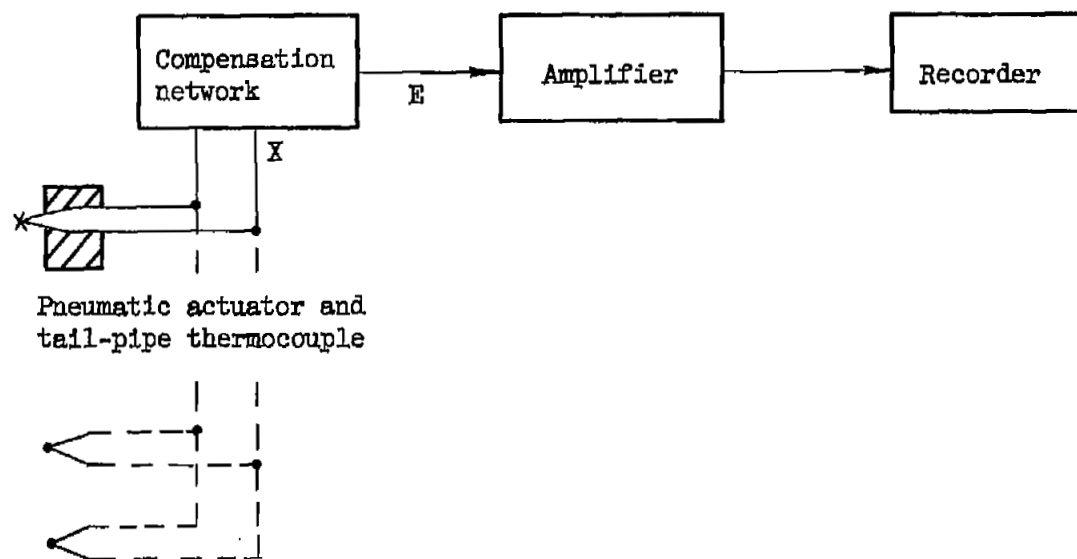 Compensation
network
E
Amplifier
Recorder
X
Pneumatic actuator and
tail-pipe thermocouple